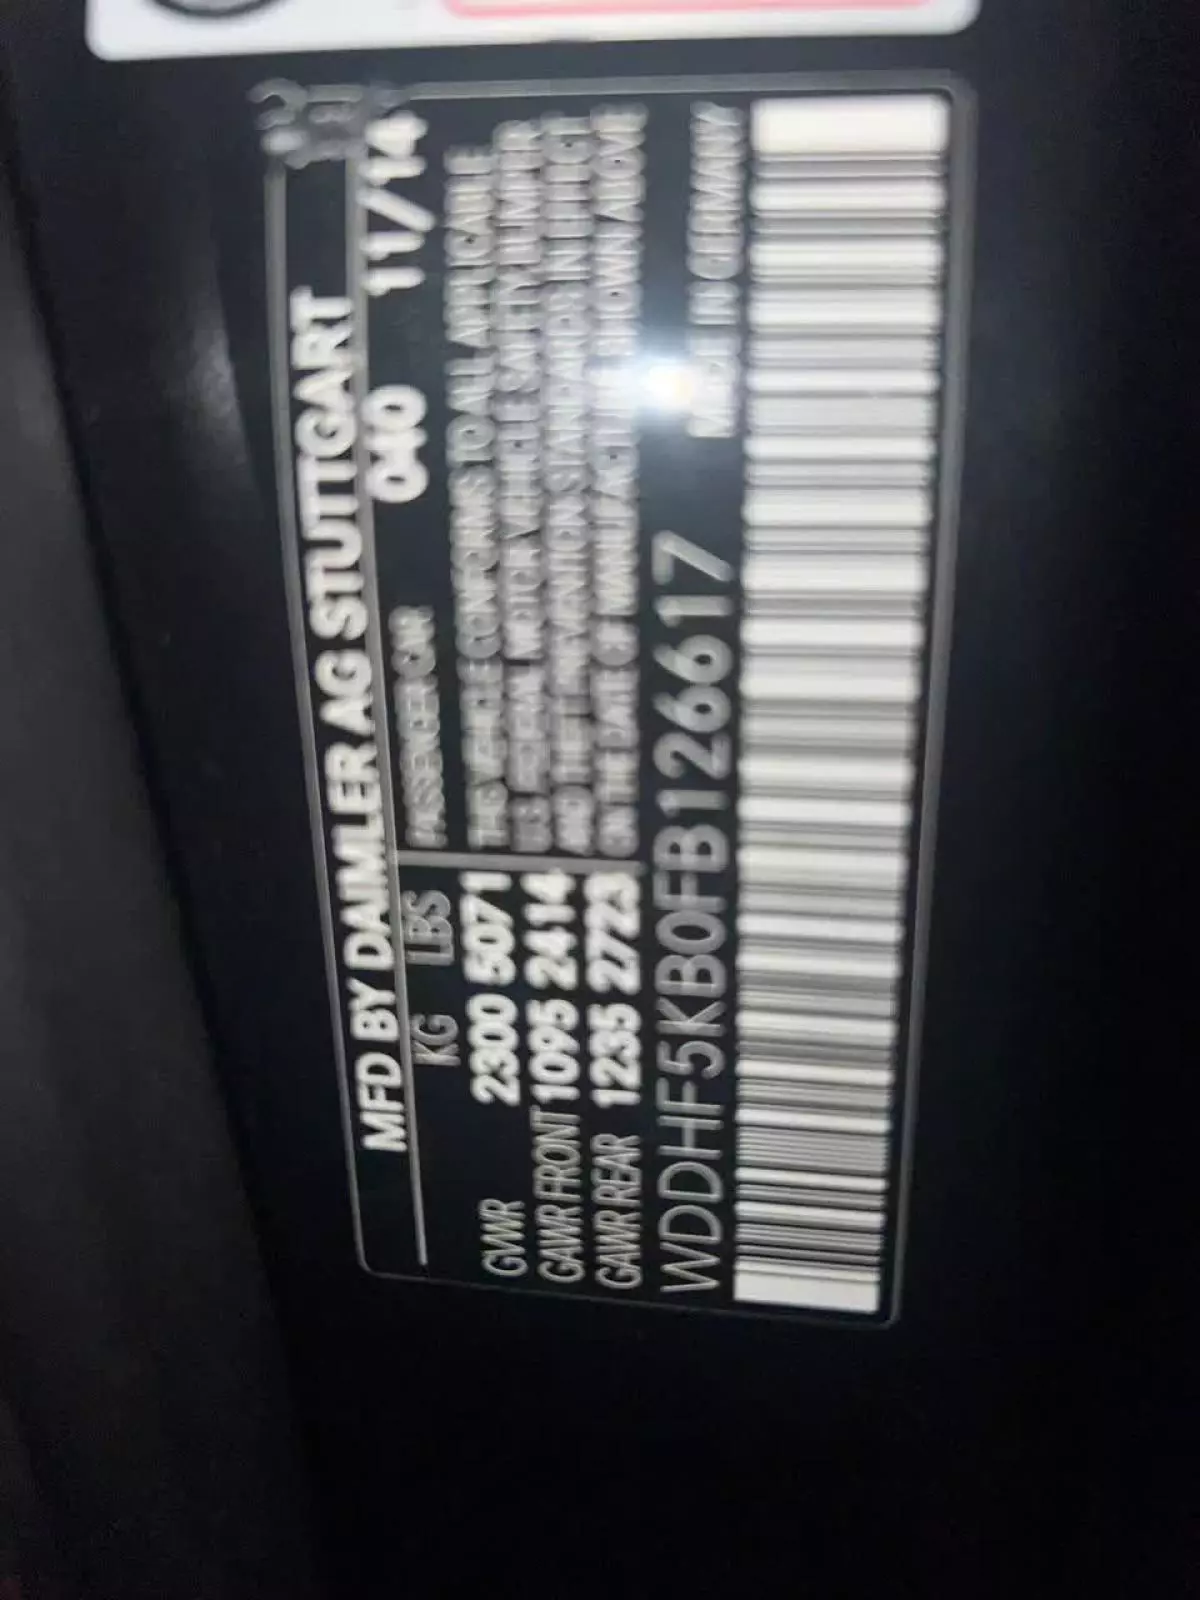 MFD BY DAIMLER AG STUTTGART
KG LBS PASSENGER CAR 040 11/14
GVWR 2300 5071 THIS VEHICLE CONFORMS TO ALL APPLICABLE
GAWR FRONT 1095 2414 U.S. FEDERAL MOTOR VEHICLE SAFETY BUMPER
GAWR REAR 1235 2723 AND THEFT PREVENTION STANDARDS IN EFFECT
ON THE DATE OF MANUFACTURE SHOWN ABOVE
WDDHF5KB0FB126617 MADE IN GERMANY